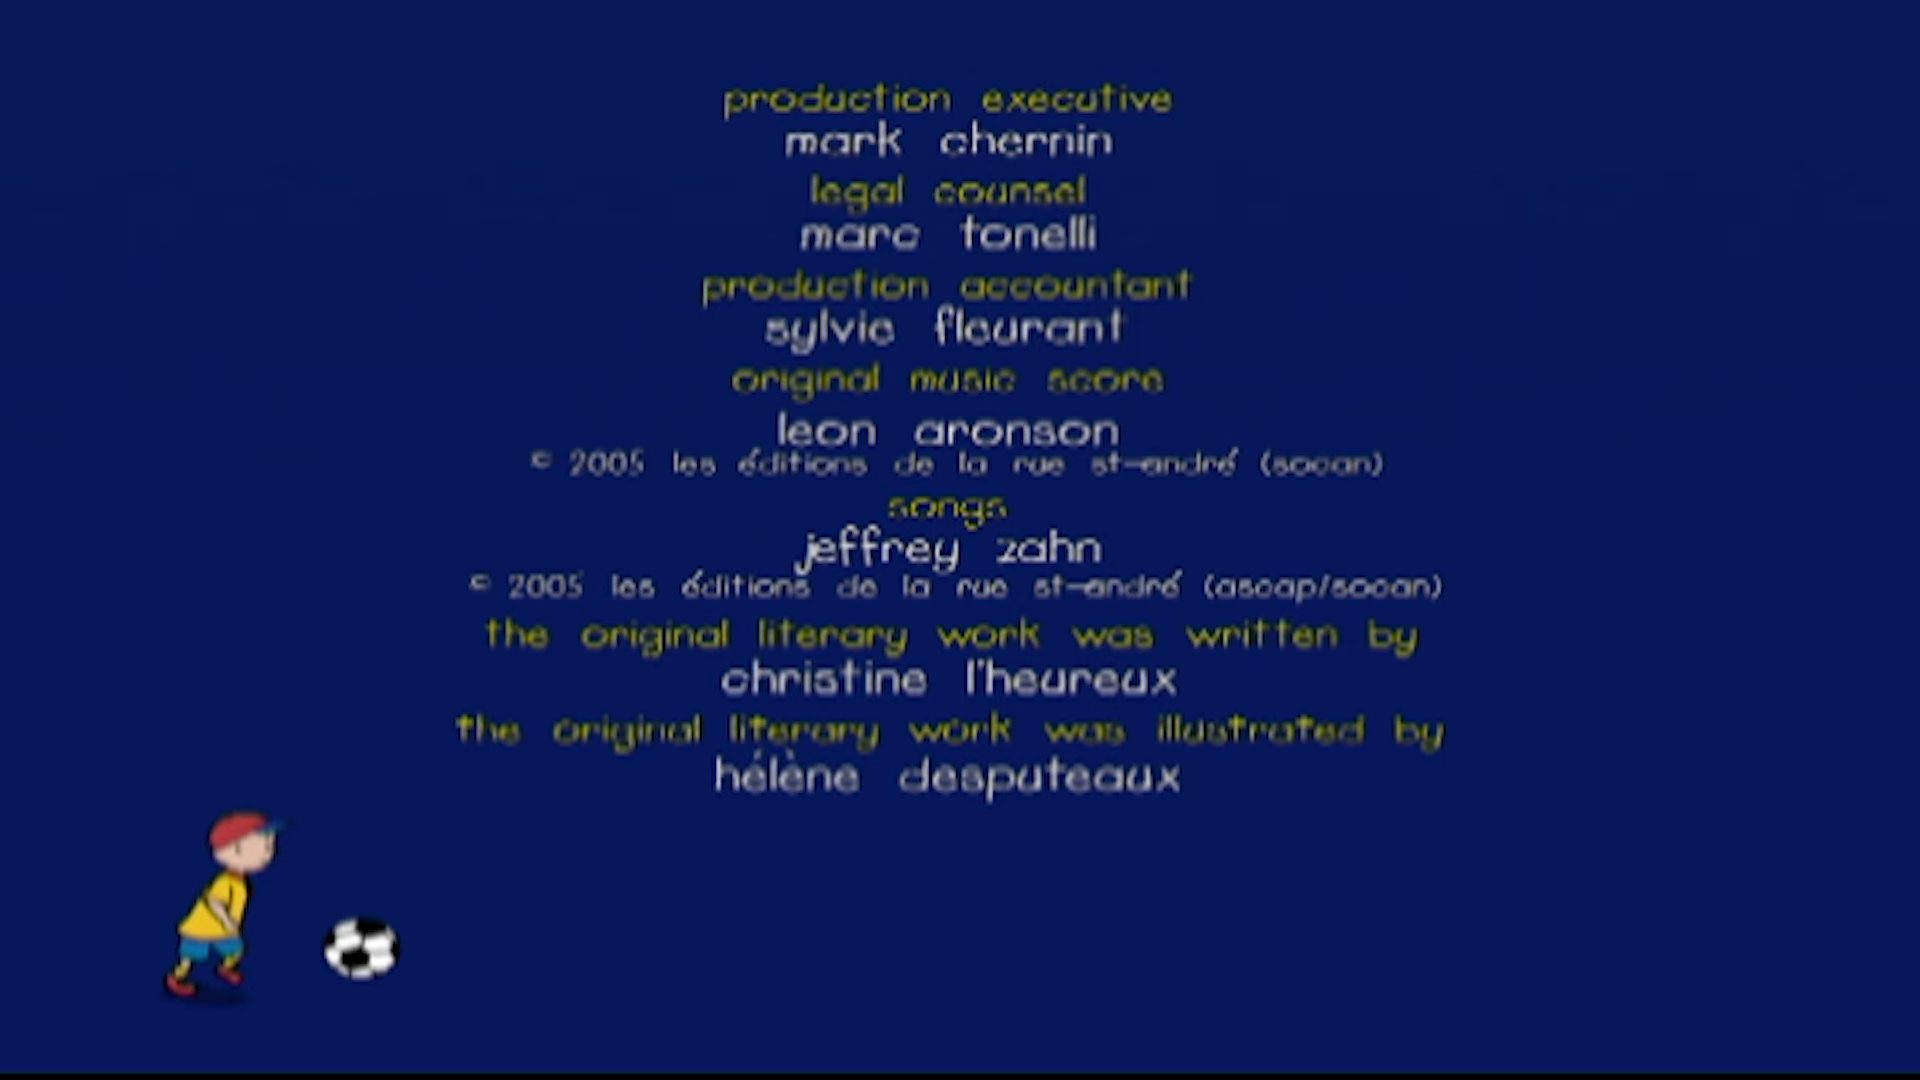 production executive
mark chernin
legal counsel
marc tonelli
production accountant
sylvie fleurant
original music score
leon aronson
© 2005 les éditions de la rue st-andré (socan)
songs
jeffrey zahn
© 2005 les éditions de la rue st-andré (ascap/socan)
the original literary work was written by
christine l'heureux
the original literary work was illustrated by
hélène desputeaux